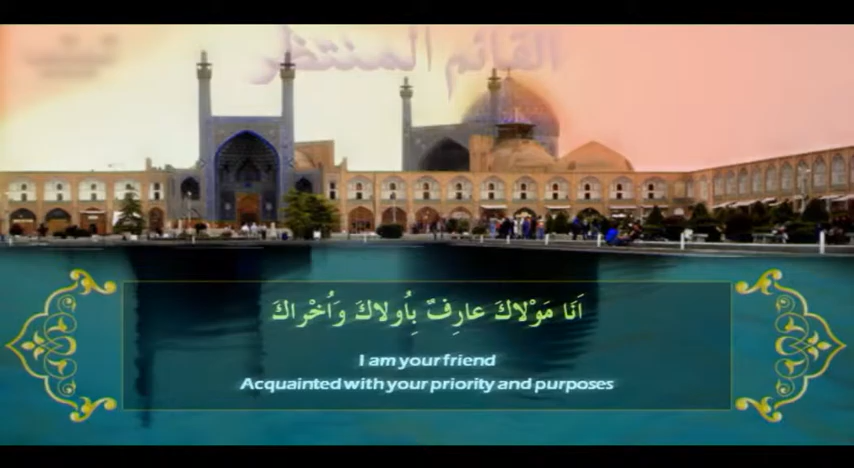 القائم المنتظر
اَنَا مَوْلاكَ عارِفٌ بِاُولاكَ وَاُخْراكَ
I am your friend
Acquainted with your priority and purposes